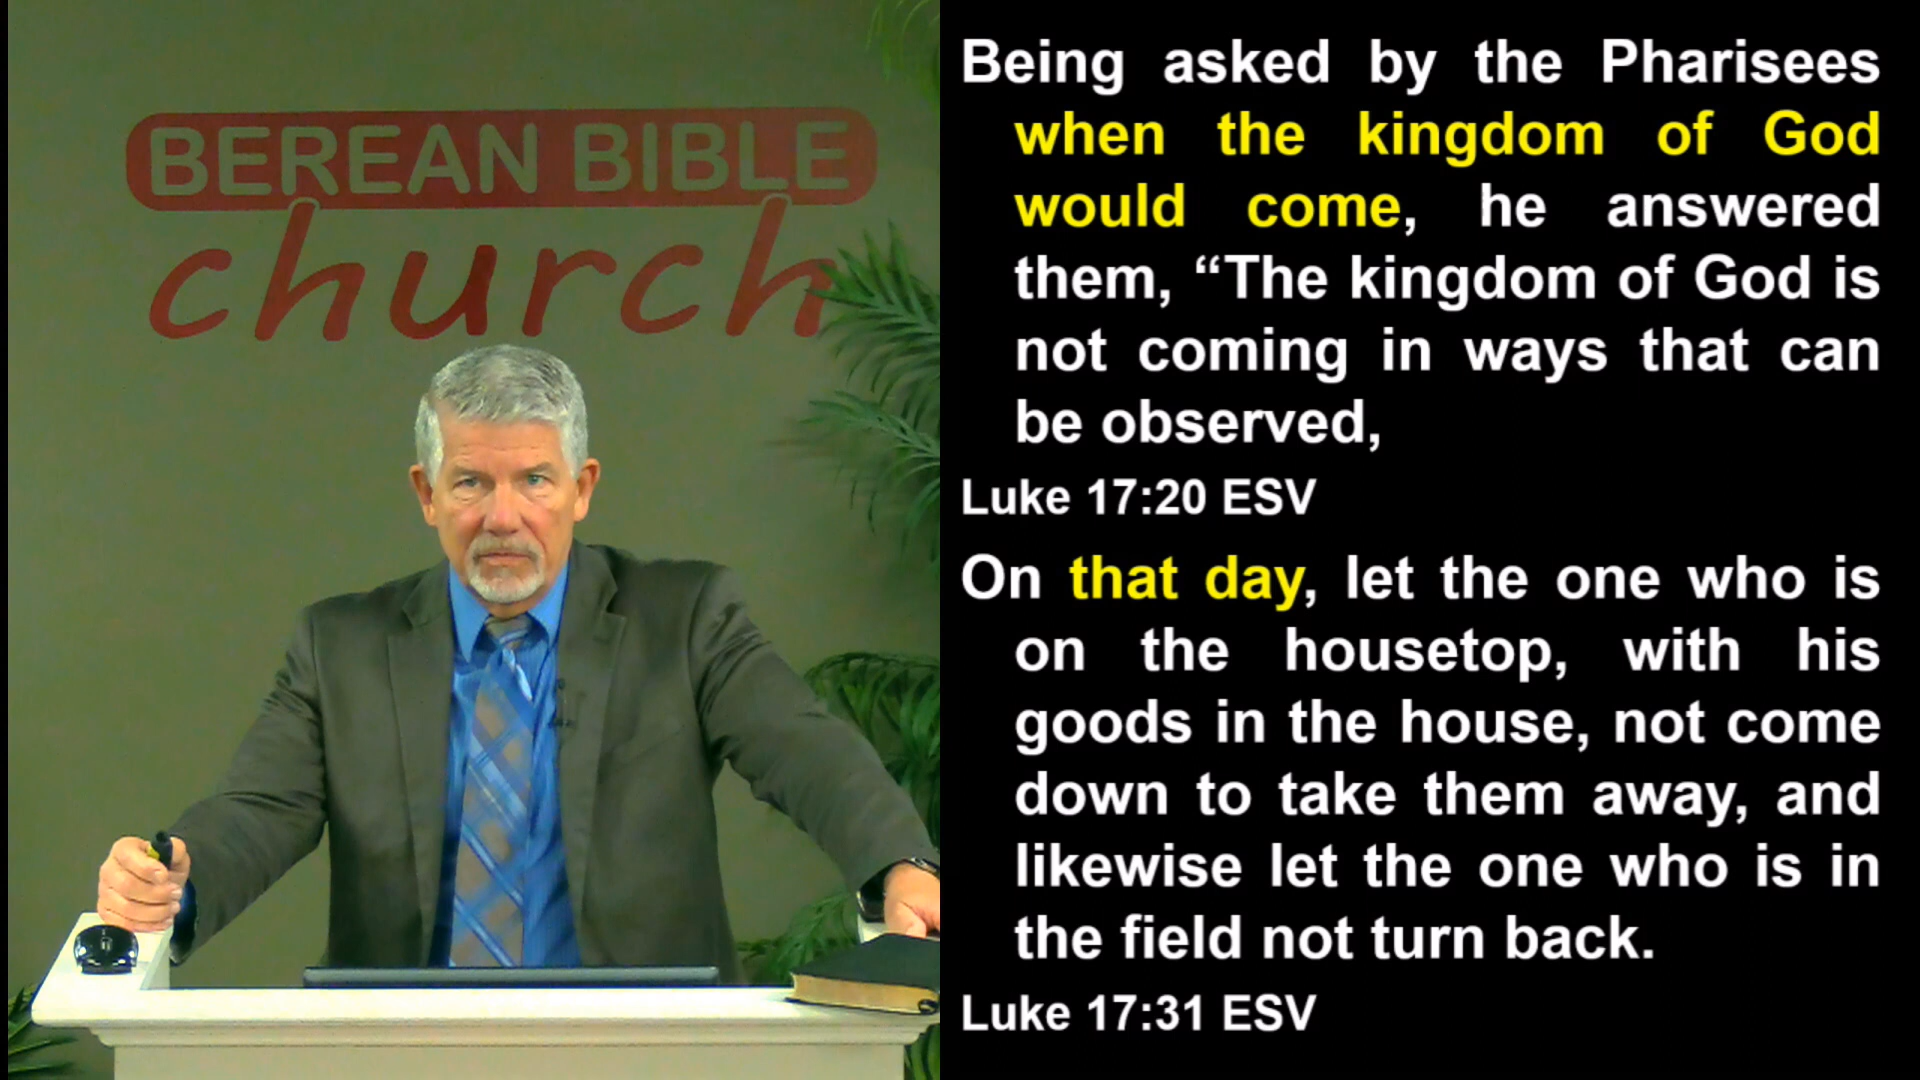 BEREAN BIBLE
church
Being asked by the Pharisees
when the kingdom of God
would come, he answered
them, “The kingdom of God is
not coming in ways that can
be observed,
Luke 17:20 ESV
On that day, let the one who is
on the housetop, with his
goods in the house, not come
down to take them away, and
likewise let the one who is in
the field not turn back.
Luke 17:31 ESV